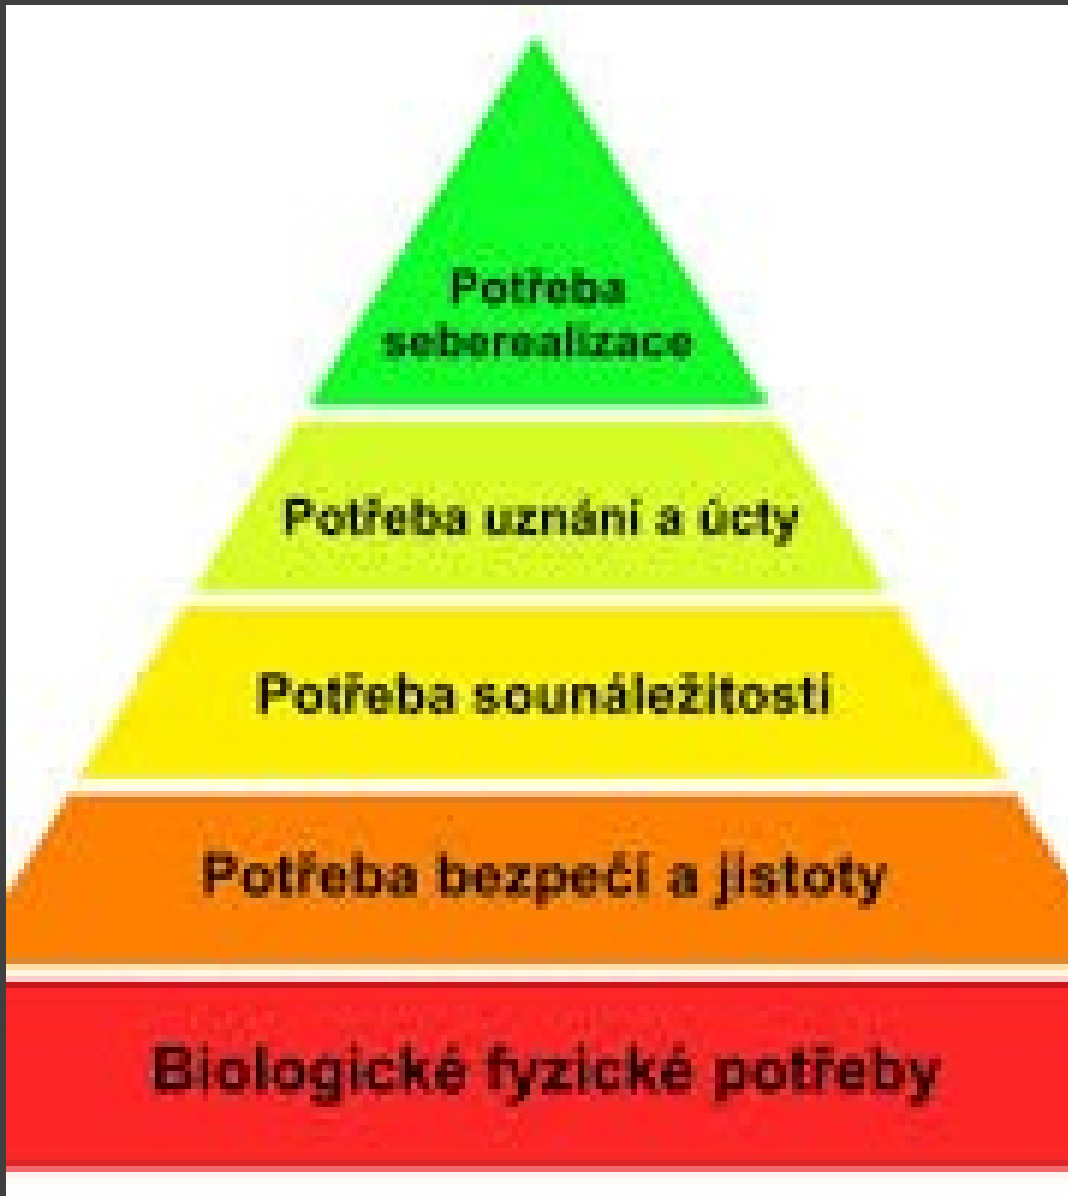 Potřeba
seberealizace
Potřeba uznání a úcty
Potřeba sounáležitosti
Potřeba bezpečí a jistoty
Biologické fyzické potřeby